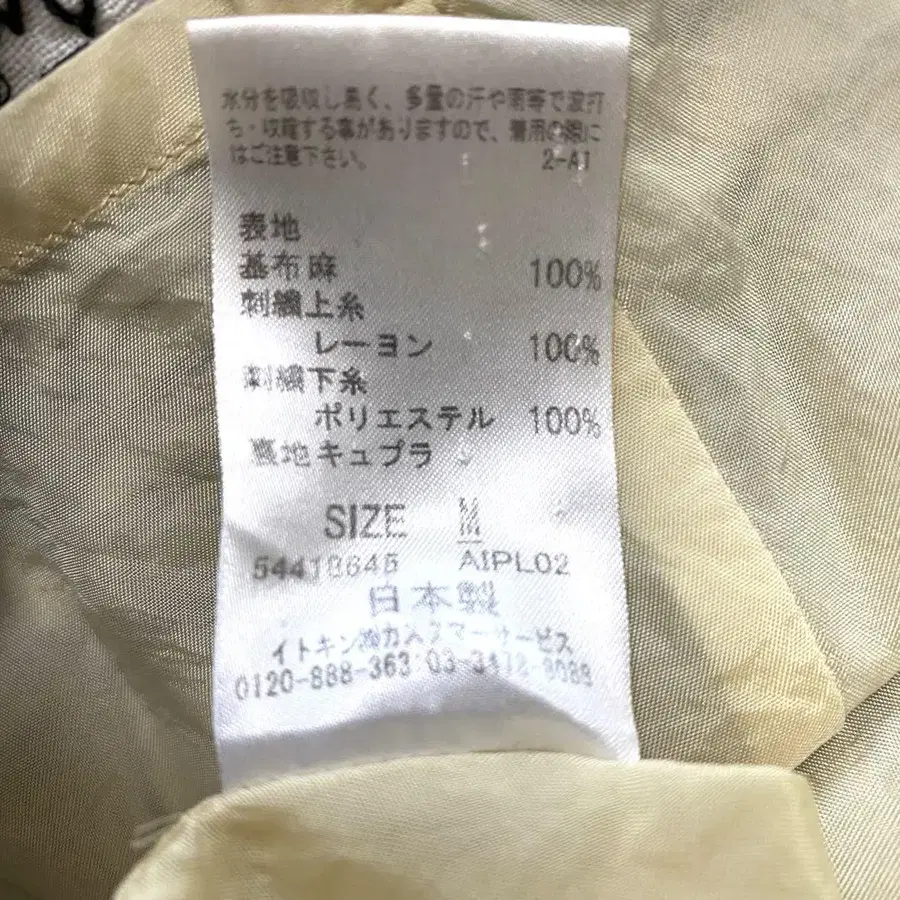 水分を吸収し易く、多量の汗や雨等で波打
ち・収縮する事がありますので、着用の際に
はご注意下さい。
2-A1
表地
基布麻 100%
刺繍上糸
レーヨン 100%
刺繍下糸
ポリエステル 100%
裏地キュプラ
SIZE M
54418645 AIPL02
日本製
イトキン㈱カスタマーサービス
0120-888-363